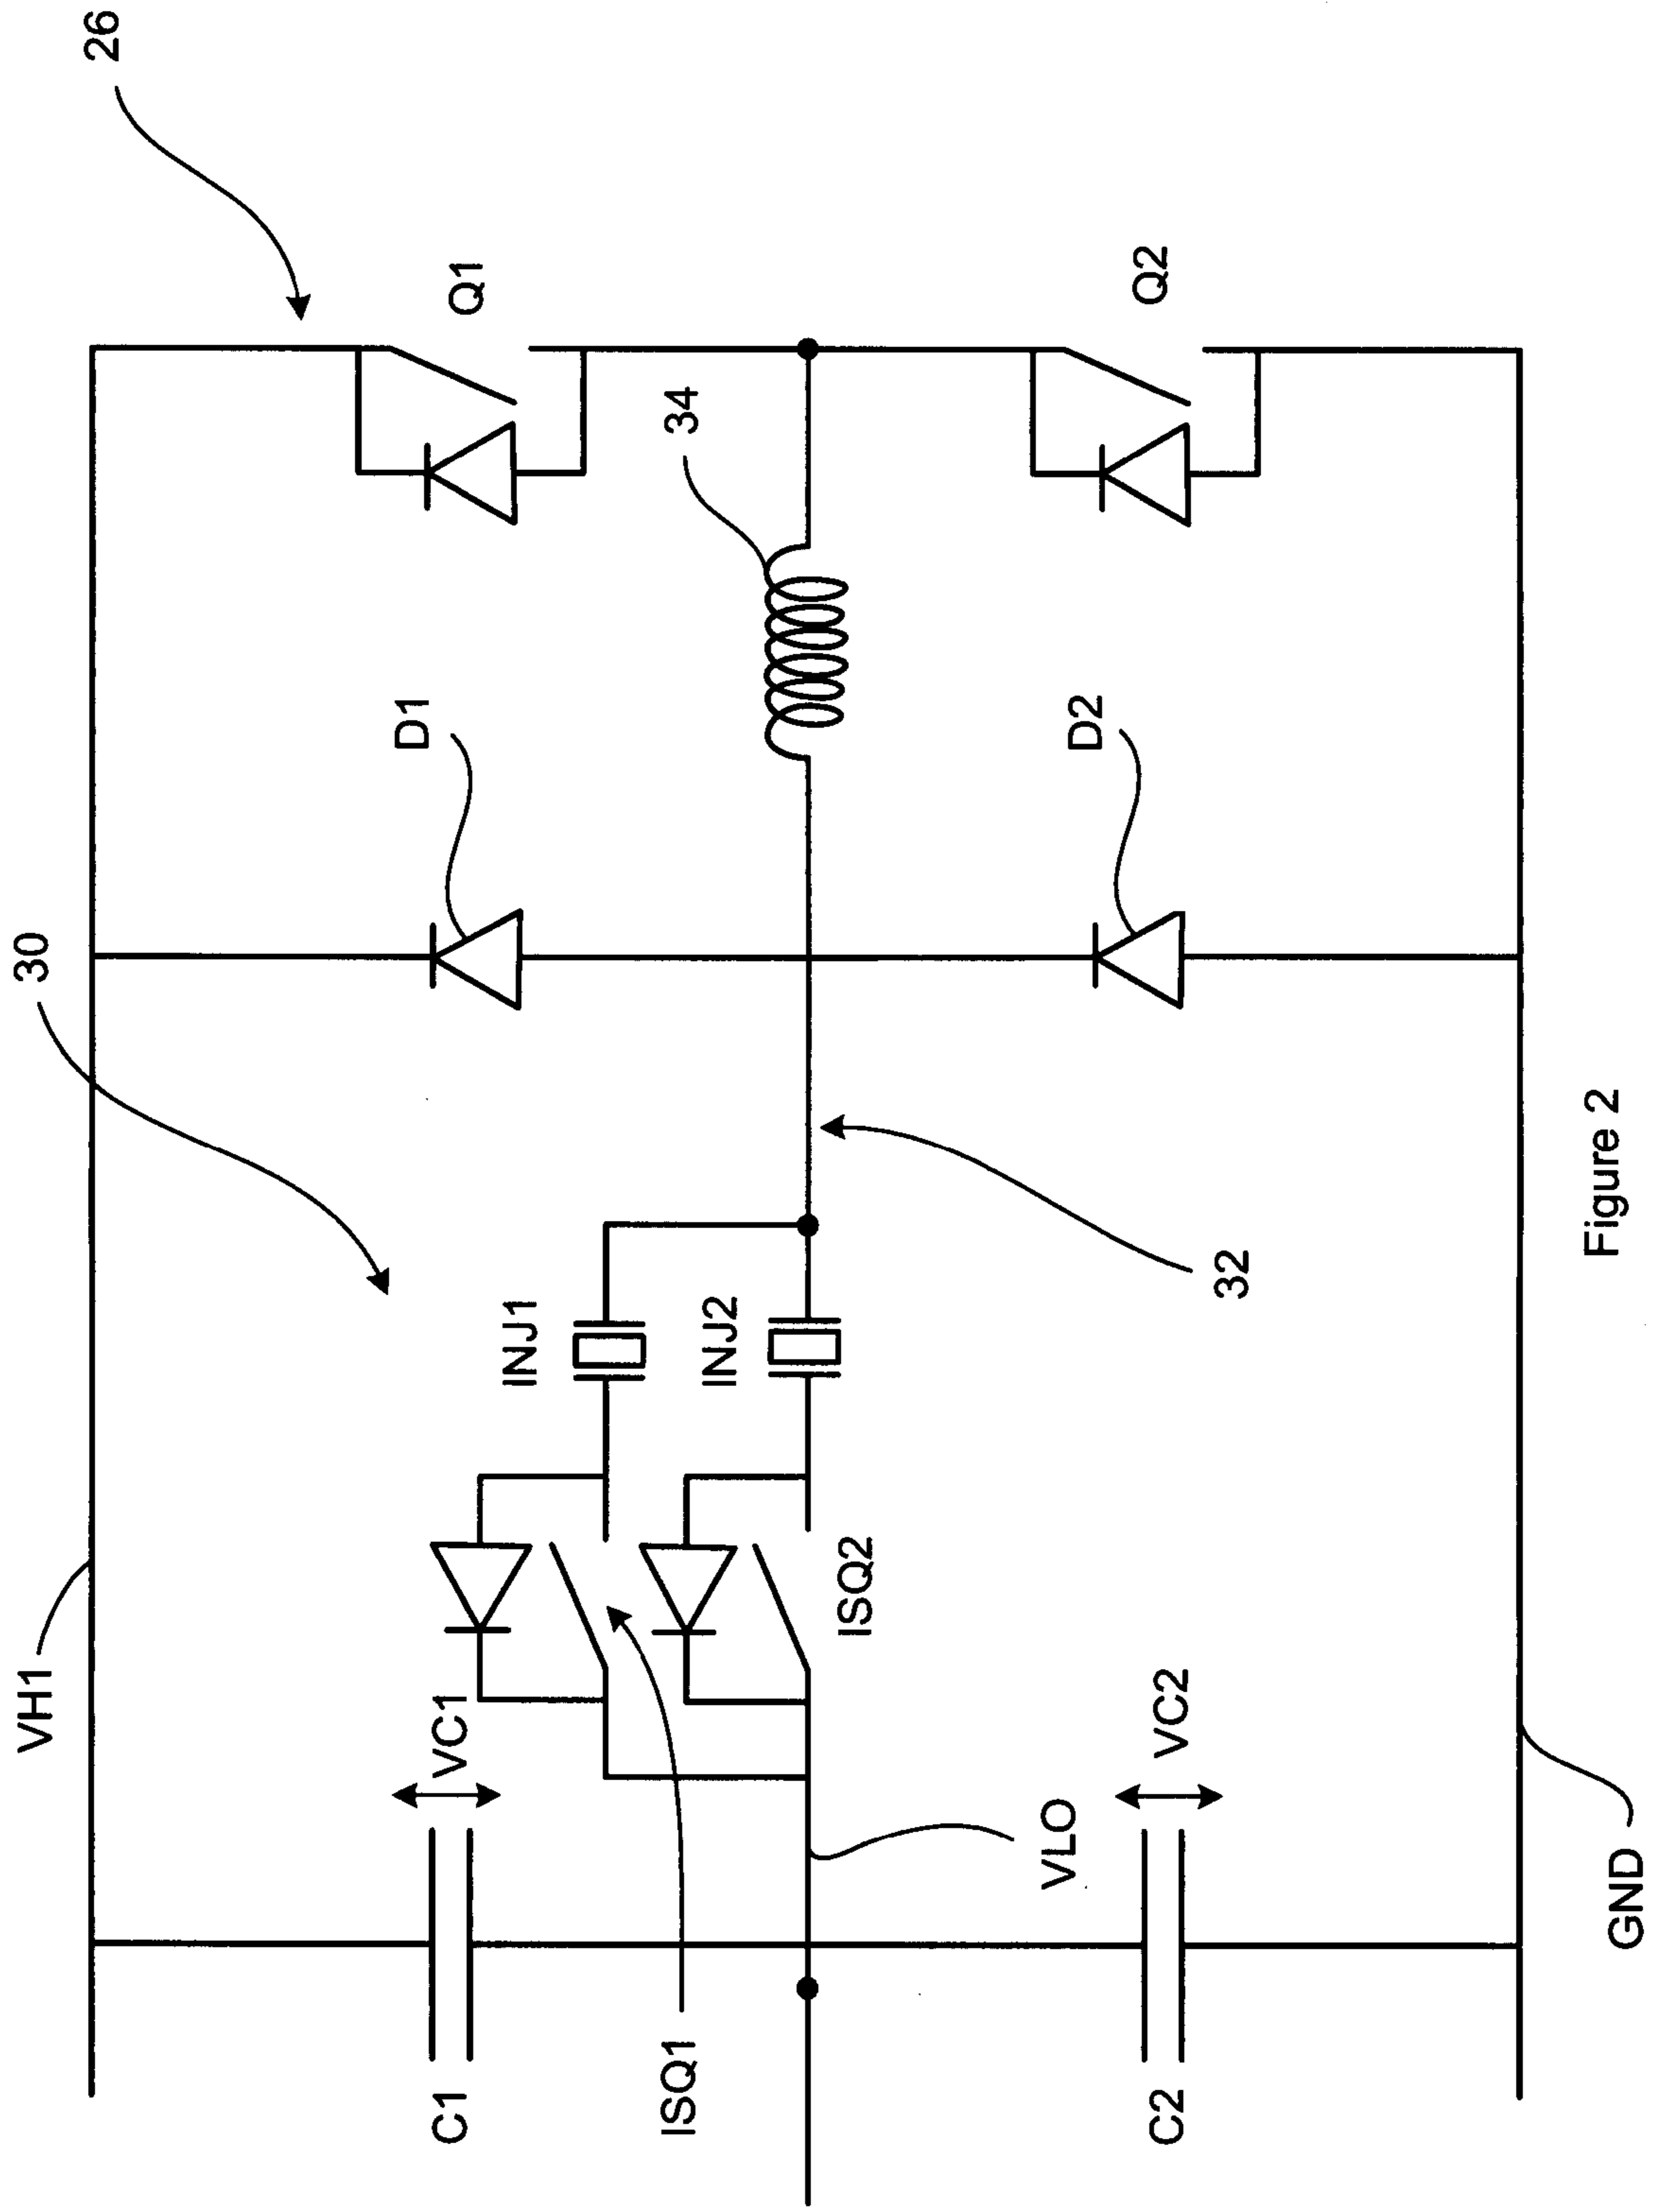 26
30
VH1
Q1
34
D1
INJ1
VC1
C1
INJ2
ISQ1
ISQ2
VLO
32
Q2
D2
VC2
C2
GND
Figure 2